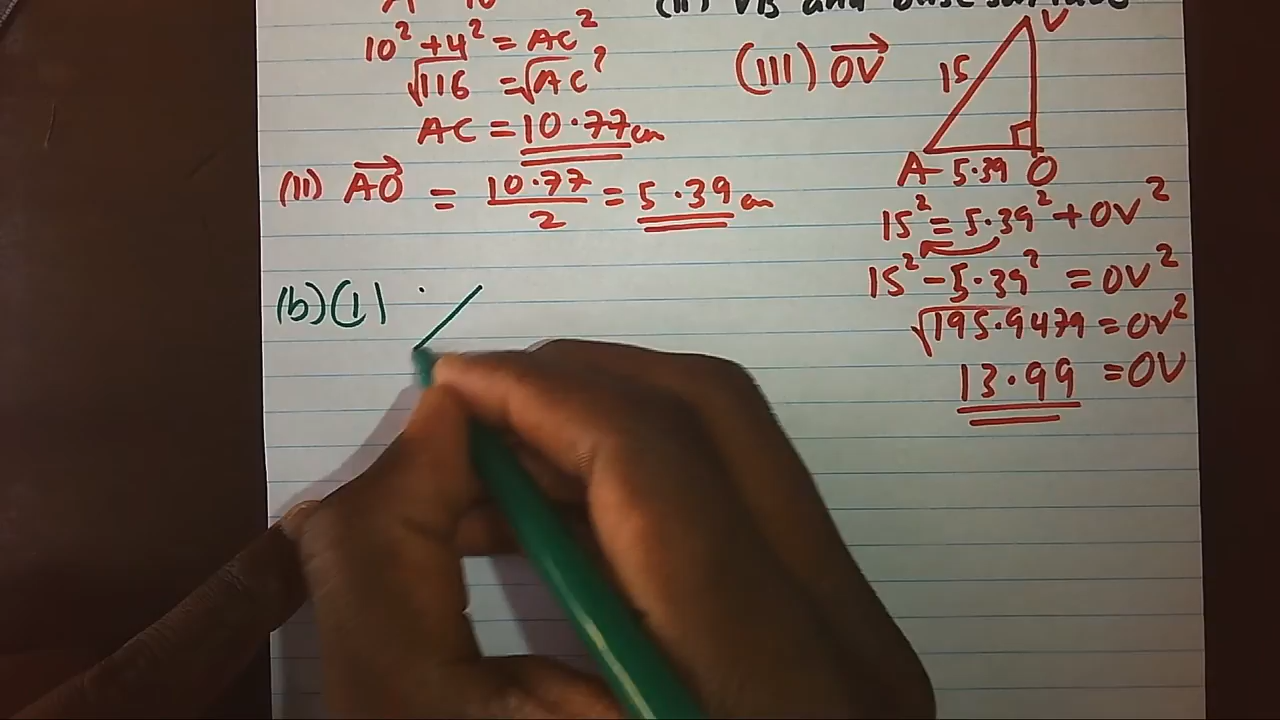 10² + 4² = AC²
√116 = √AC²
AC = 10.77 cm
(II) AO = 10.77/2 = 5.39 cm
(b)(I)
(III) OV
V
15
A 5.39 O
15² = 5.39² + OV²
15² - 5.39² = OV²
√195.9479 = OV²
13.99 = OV